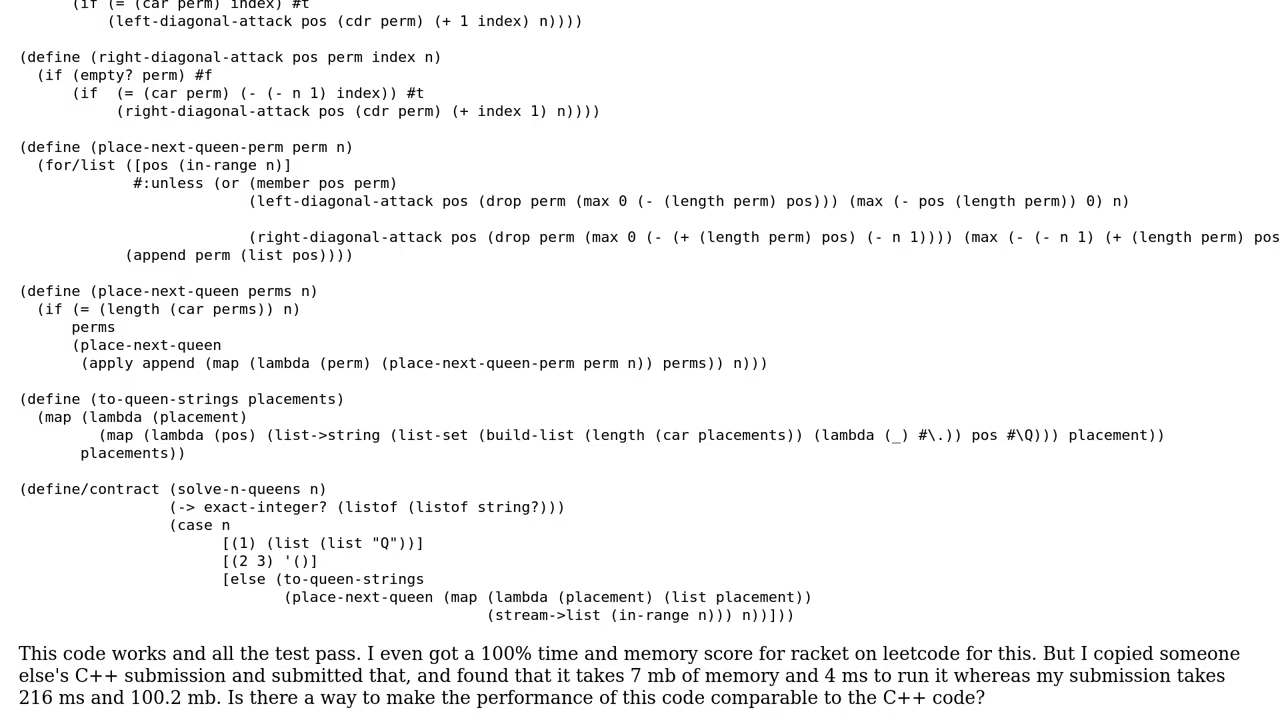 (if (= (car perm) index) #t
(left-diagonal-attack pos (cdr perm) (+ 1 index) n))))
(define (right-diagonal-attack pos perm index n)
(if (empty? perm) #f
(if  (= (car perm) (- (- n 1) index)) #t
(right-diagonal-attack pos (cdr perm) (+ index 1) n))))
(define (place-next-queen-perm perm n)
(for/list ([pos (in-range n)]
#:unless (or (member pos perm)
(left-diagonal-attack pos (drop perm (max 0 (- (length perm) pos))) (max (- pos (length perm)) 0) n)
(right-diagonal-attack pos (drop perm (max 0 (- (+ (length perm) pos) (- n 1)))) (max (- (- n 1) (+ (length perm) pos
(append perm (list pos))))
(define (place-next-queen perms n)
(if (= (length (car perms)) n)
perms
(place-next-queen
(apply append (map (lambda (perm) (place-next-queen-perm perm n)) perms)) n)))
(define (to-queen-strings placements)
(map (lambda (placement)
(map (lambda (pos) (list->string (list-set (build-list (length (car placements)) (lambda (_) #\.)) pos #\Q))) placement))
placements))
(define/contract (solve-n-queens n)
(-> exact-integer? (listof (listof string?)))
(case n
[(1) (list (list "Q"))]
[(2 3) '()]
[else (to-queen-strings
(place-next-queen (map (lambda (placement) (list placement))
(stream->list (in-range n))) n))]))
This code works and all the test pass. I even got a 100% time and memory score for racket on leetcode for this. But I copied someone
else's C++ submission and submitted that, and found that it takes 7 mb of memory and 4 ms to run it whereas my submission takes
216 ms and 100.2 mb. Is there a way to make the performance of this code comparable to the C++ code?